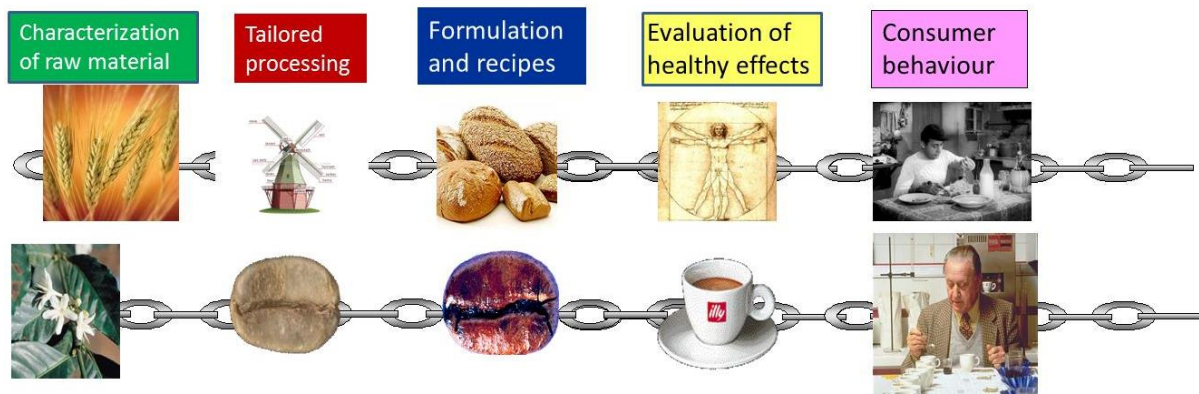 Characterization
of raw material
Tailored
processing
Formulation
and recipes
Evaluation of
healthy effects
Consumer
behaviour
illy